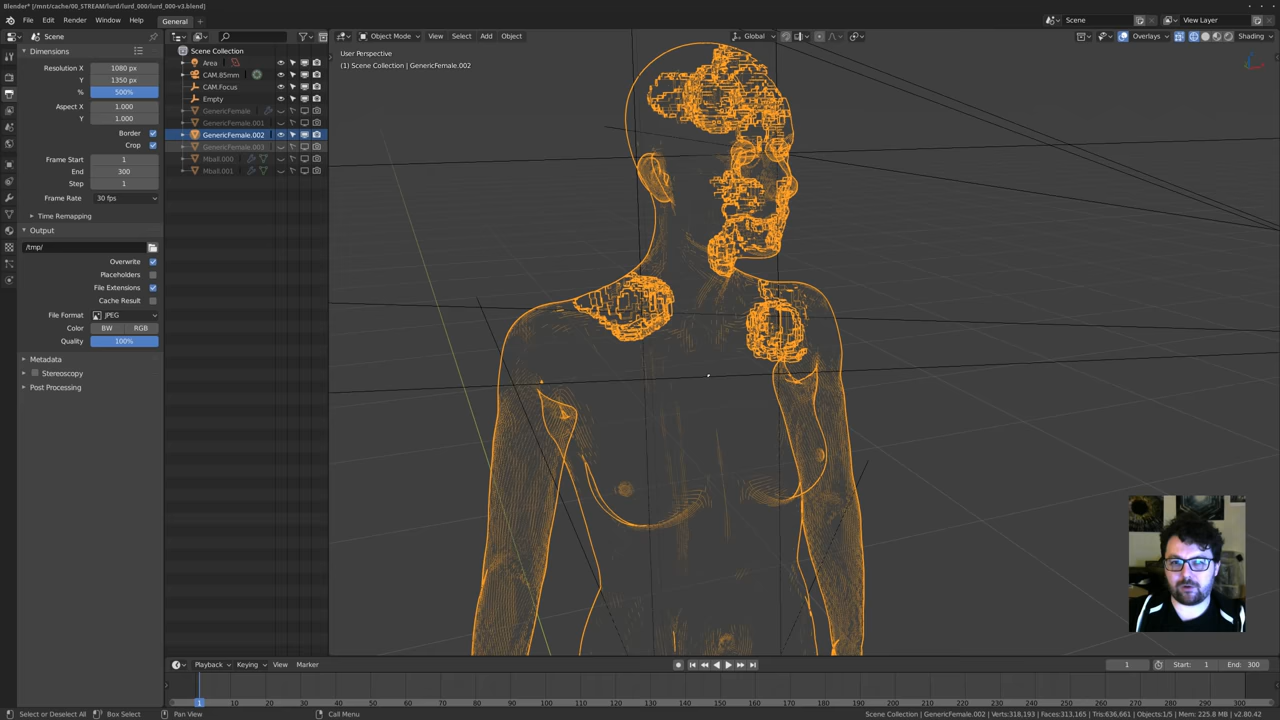 Blender* [/mnt/cache/00_STREAM/lurd/lurd_000/lurd_000-v3.blend]
File Edit Render Window Help General + Scene View Layer
Scene Object Mode View Select Add Object Global Overlays Shading
Dimensions
Resolution X 1080 px
Y 1350 px
% 500%
Aspect X 1.000
Y 1.000
Border
Crop
Frame Start 1
End 300
Step 1
Frame Rate 30 fps
Time Remapping
Output
/tmp/
Overwrite
Placeholders
File Extensions
Cache Result
File Format JPEG
Color BW RGB
Quality 100%
Metadata
Stereoscopy
Post Processing
Scene Collection
Area
CAM.85mm
CAM.Focus
Empty
GenericFemale
GenericFemale.001
GenericFemale.002
GenericFemale.003
Mball.000
Mball.001
User Perspective
(1) Scene Collection | GenericFemale.002
Playback Keying View Marker 1 Start: 1 End: 300
1 10 20 30 40 50 60 70 80 90 100 110 120 130 140 150 160 170 180 190 200 210 220 230 240 250 260 270 280 290 300
Select or Deselect All Box Select Pan View Call Menu Scene Collection | GenericFemale.002 | Verts:318,193 | Faces:313,165 | Tris:636,661 | Objects:1/5 | Mem: 225.8 MB | v2.80.42